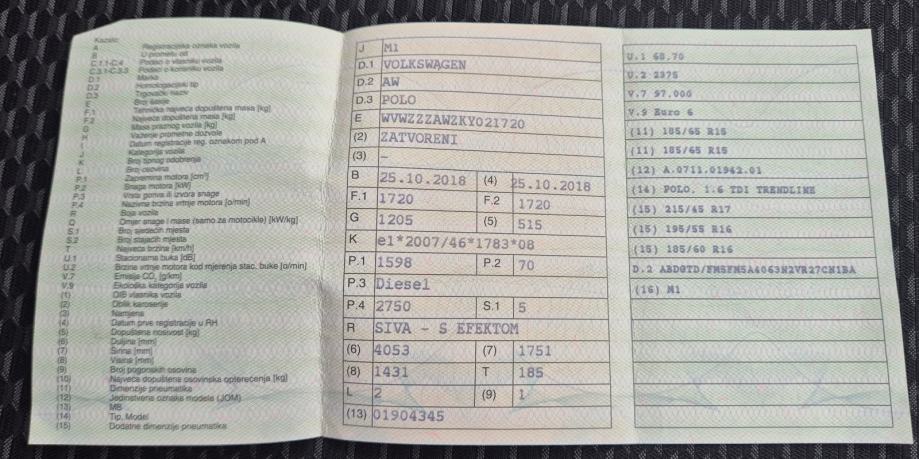 Kazalo:
A Registracijska oznaka vozila
B U prometu od
C.1.1-C.4 Podaci o vlasniku vozila
C.3.1-C.3.3 Podaci o korisniku vozila
D.1 Marka
D.2 Homologacijski tip
D.3 Trgovački naziv
E Broj šasije
F.1 Tehnička najveća dopuštena masa [kg]
F.2 Najveća dopuštena masa [kg]
G Masa praznog vozila [kg]
H Važenje prometne dozvole
I Datum registracije reg. oznakom pod A
J Kategorija vozila
K Broj tipnog odobrenja
L Broj osovina
P.1 Zapremina motora [cm³]
P.2 Snaga motora [kW]
P.3 Vrsta goriva ili izvora snage
P.4 Nazivna brzina vrtnje motora [o/min]
R Boja vozila
Q Omjer snage i mase (samo za motocikle) [kW/kg]
S.1 Broj sjedećih mjesta
S.2 Broj stajaćih mjesta
T Najveća brzina [km/h]
U.1 Stacionarna buka [dB]
U.2 Brzina vrtnje motora kod mjerenja stac. buke [o/min]
V.7 Emisija CO₂ [g/km]
V.9 Ekološka kategorija vozila
(1) OIB vlasnika vozila
(2) Oblik karoserije
(3) Namjena
(4) Datum prve registracije u RH
(5) Dopuštena nosivost [kg]
(6) Duljina [mm]
(7) Širina [mm]
(8) Visina [mm]
(9) Broj pogonskih osovina
(10) Najveća dopuštena osovinska opterećenja [kg]
(11) Dimenzije pneumatika
(12) Jedinstvena oznaka modela (JOM)
(13) MB
(14) Tip, Model
(15) Dodatne dimenzije pneumatika
J M1
D.1 VOLKSWAGEN
D.2 AW
D.3 POLO
E WVWZZZAWZKY021720
(2) ZATVORENI
(3) –
B 25.10.2018 (4) 25.10.2018
F.1 1720 F.2 1720
G 1205 (5) 515
K e1*2007/46*1783*08
P.1 1598 P.2 70
P.3 Diesel
P.4 2750 S.1 5
R SIVA - S EFEKTOM
(6) 4053 (7) 1751
(8) 1431 T 185
L 2 (9) 1
(13) 01904345
U.1 68.70
U.2 2375
V.7 97.000
V.9 Euro 6
(11) 185/65 R15
(11) 185/65 R15
(12) A.0711.01942.01
(14) POLO, 1.6 TDI TRENDLINE
(15) 215/45 R17
(15) 195/55 R16
(15) 185/60 R16
(16) M1